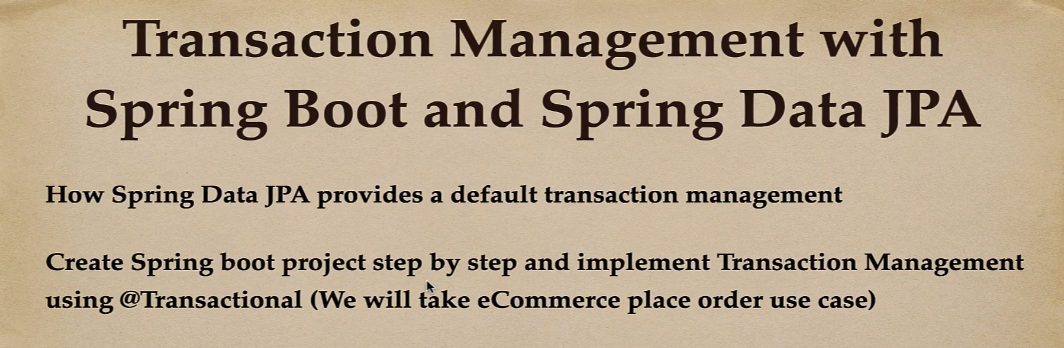 Transaction Management with
Spring Boot and Spring Data JPA
How Spring Data JPA provides a default transaction management
Create Spring boot project step by step and implement Transaction Management
using @Transactional (We will take eCommerce place order use case)